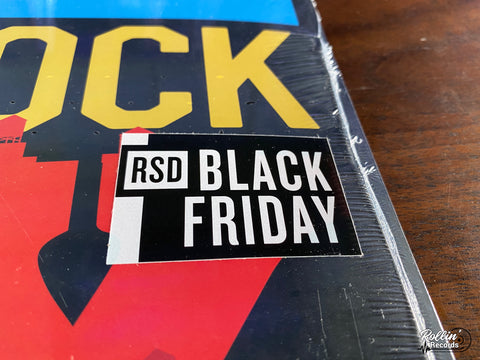 OCK
RSD BLACK
FRIDAY
Rollin'
Records